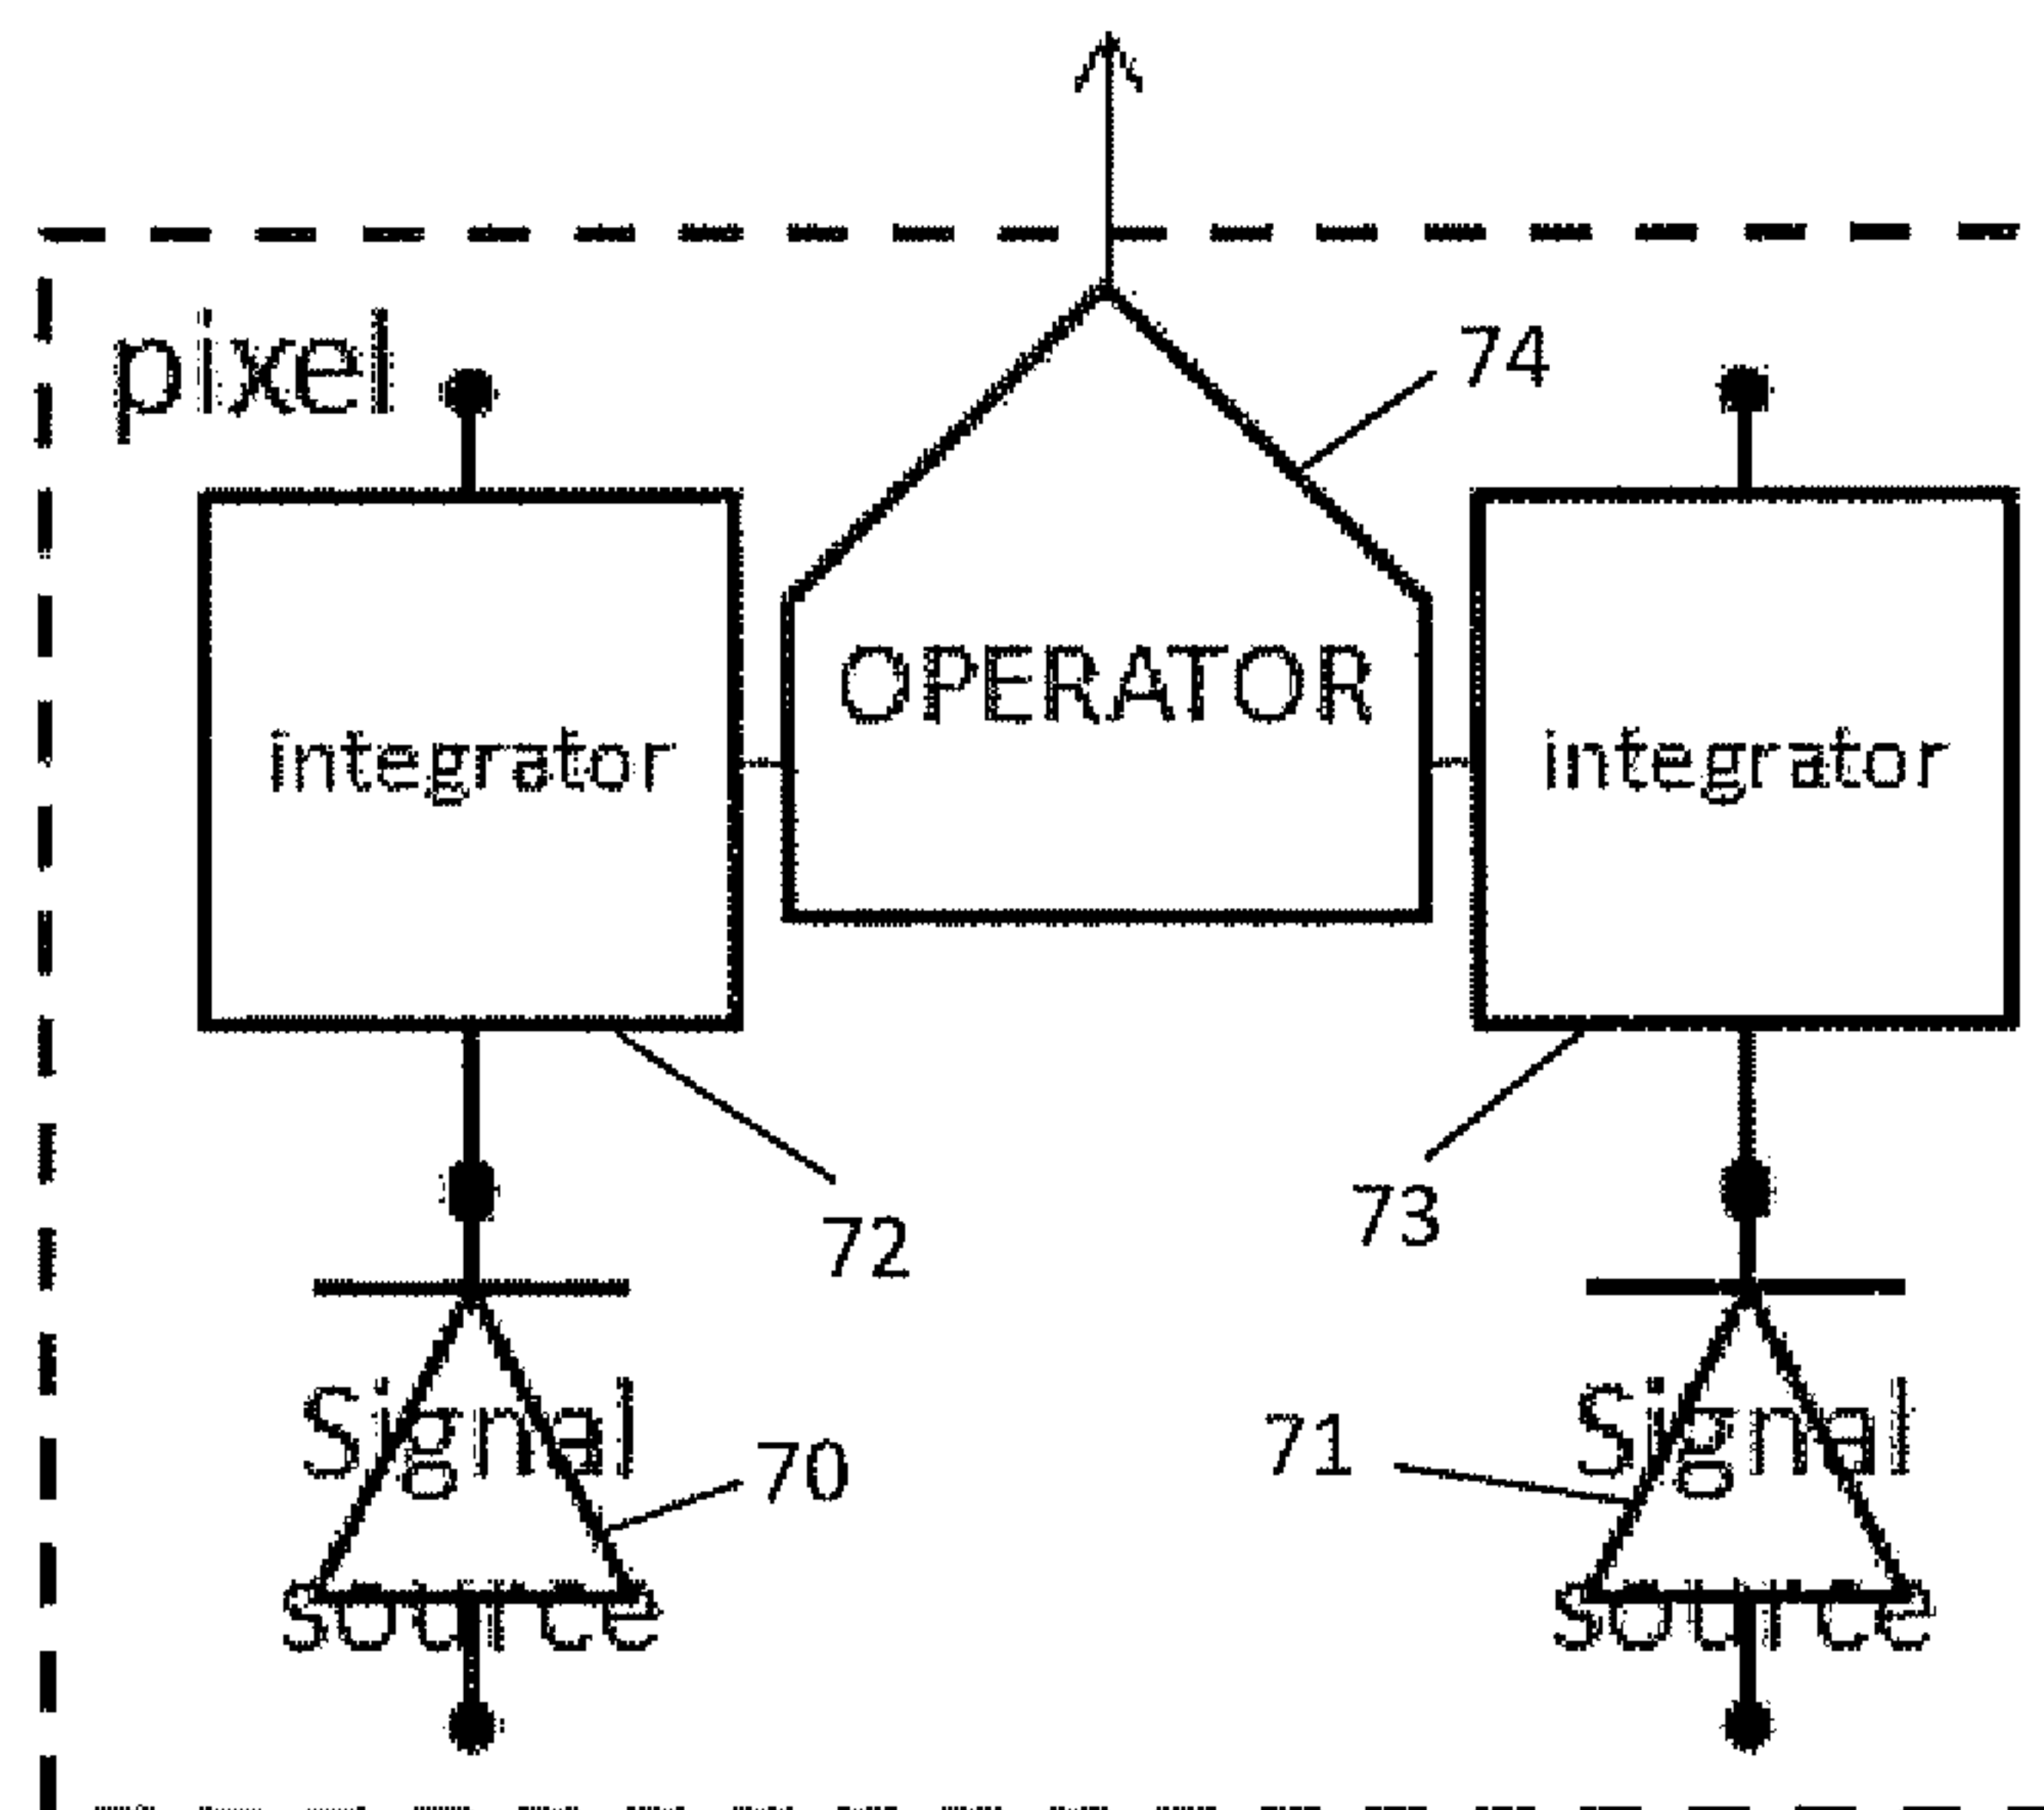 74
pixel
OPERATOR
integrator
integrator
72
73
Signal
source
70
71
Signal
source